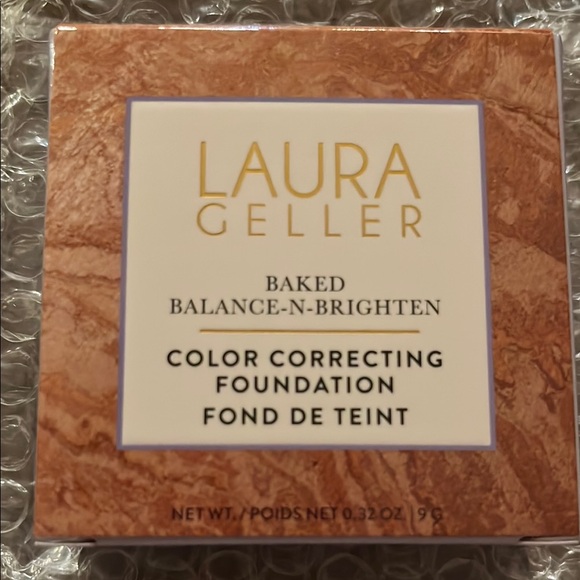 LAURA
GELLER
BAKED
BALANCE-N-BRIGHTEN
COLOR CORRECTING
FOUNDATION
FOND DE TEINT
NET WT. / POIDS NET 0.32 OZ. | 9 G